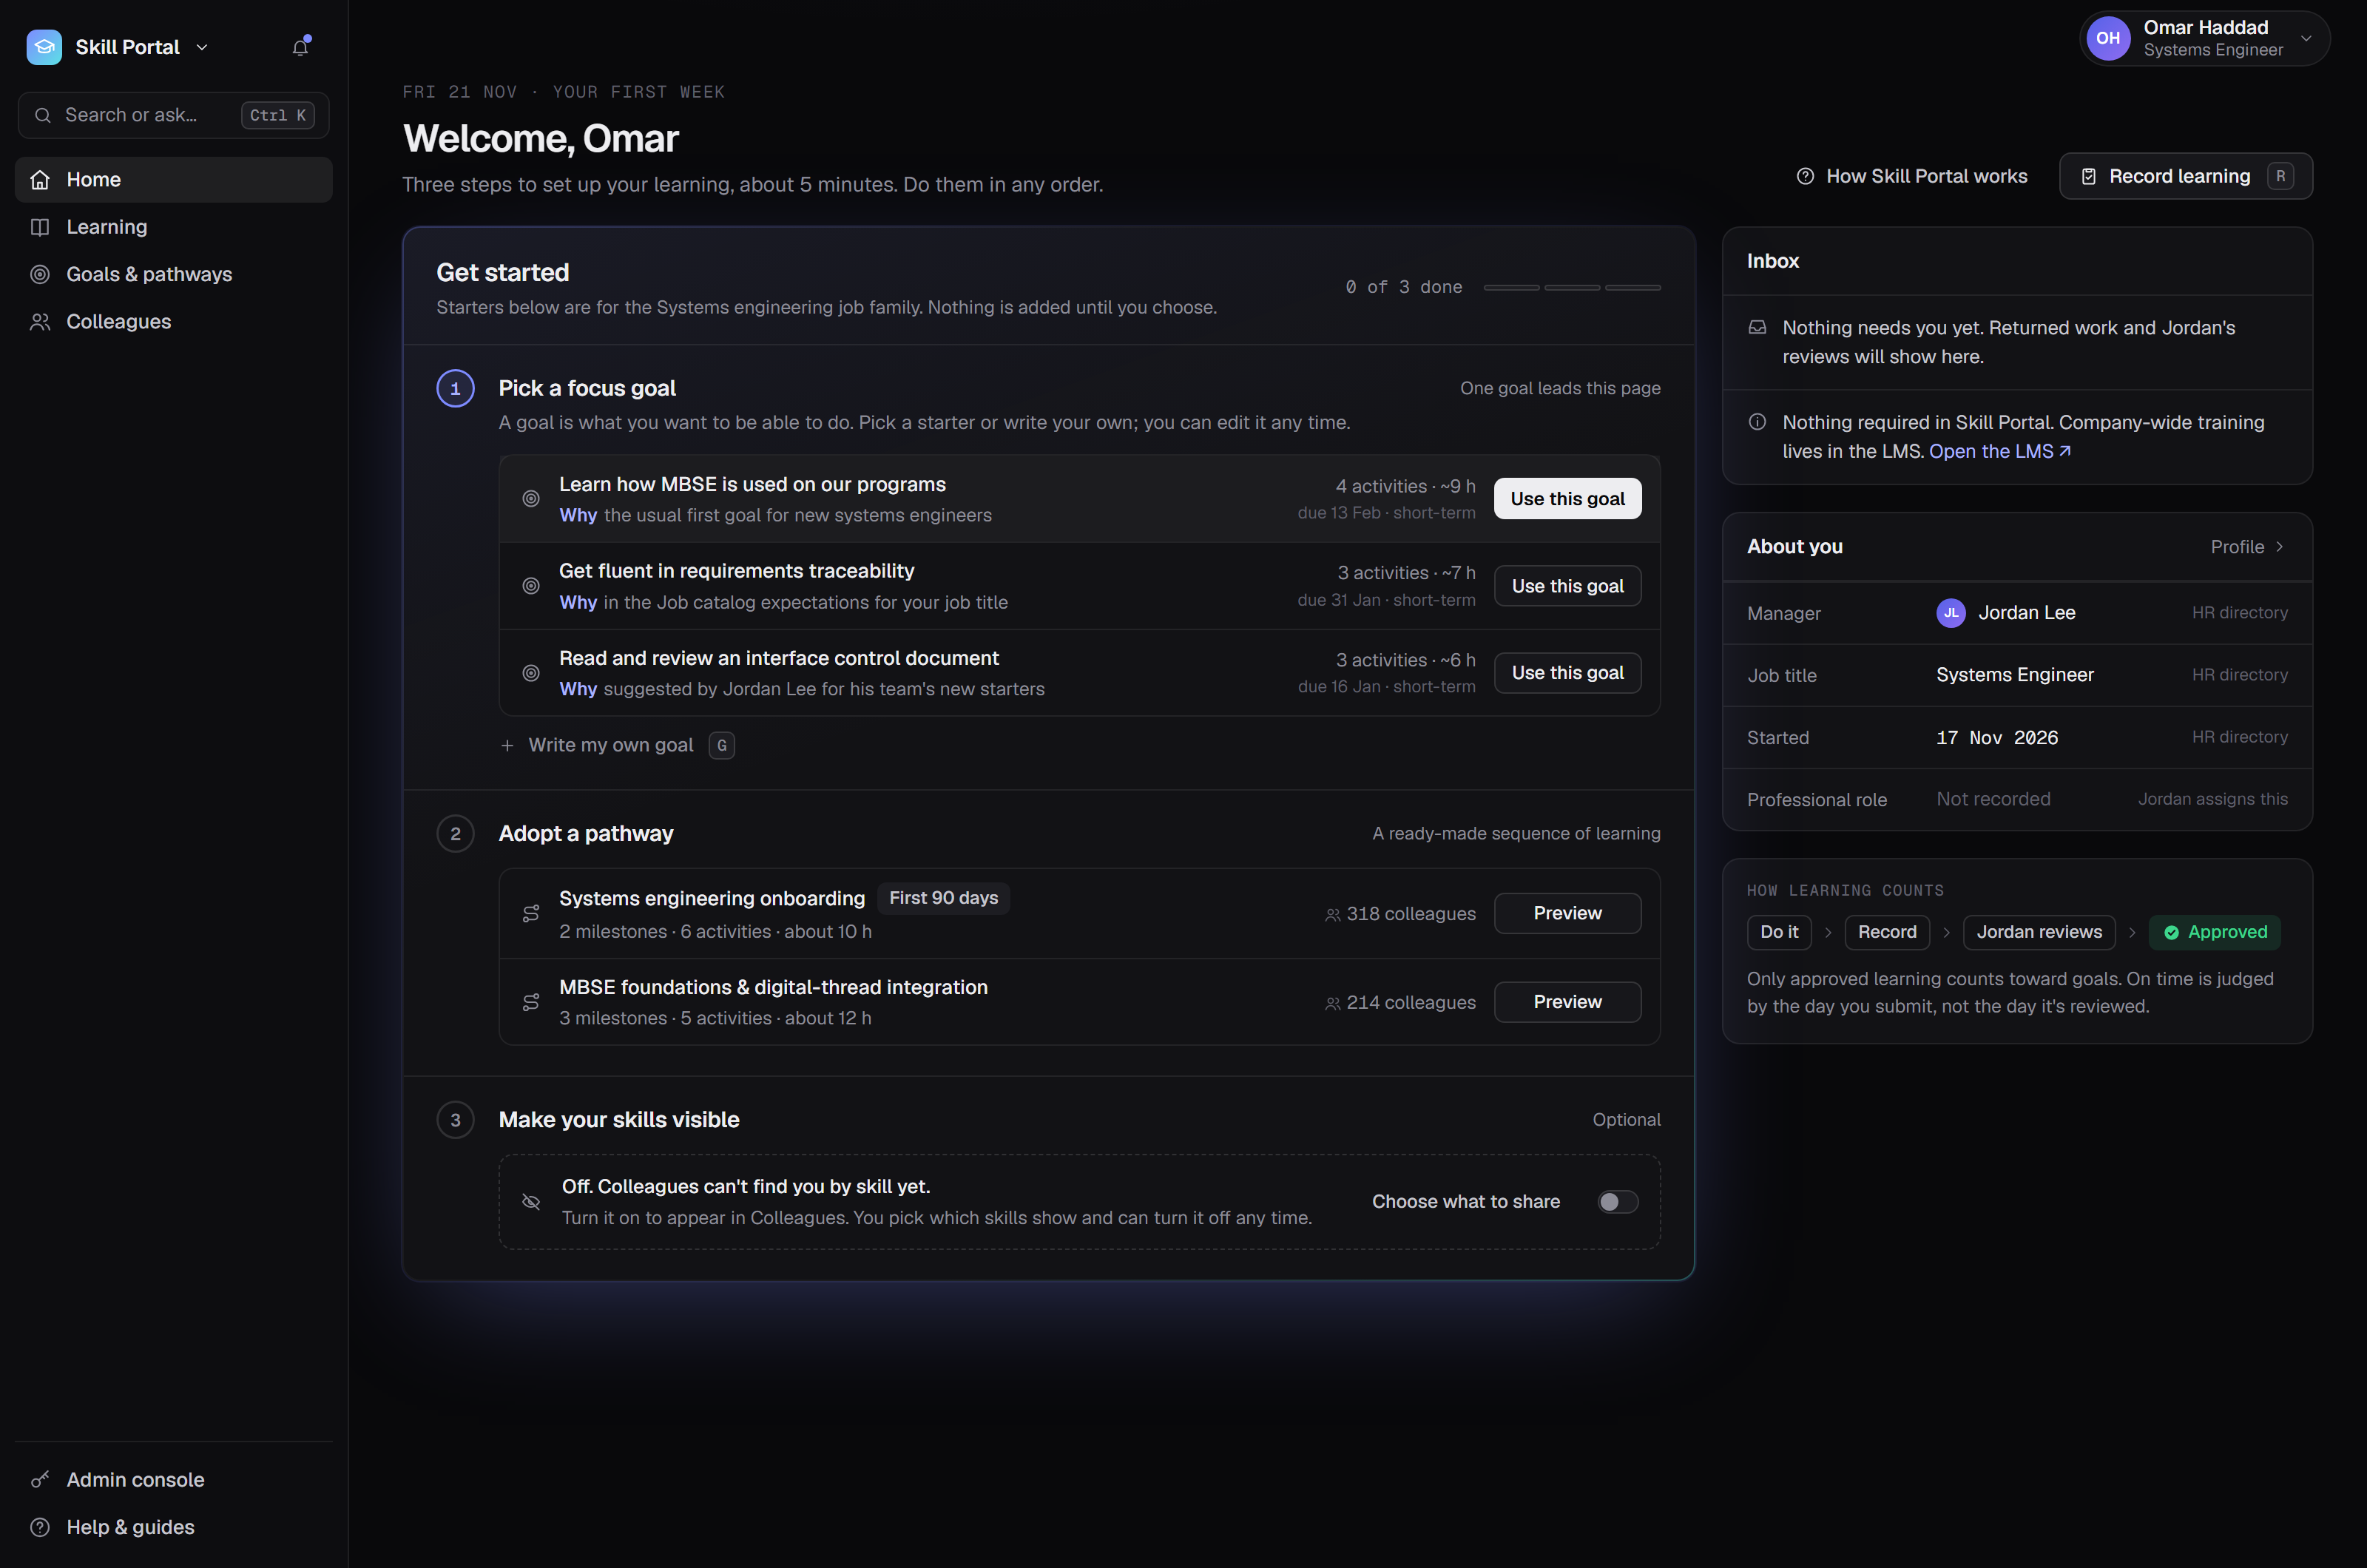 Skill Portal
Search or ask...
Ctrl K
Home
Learning
Goals & pathways
Colleagues
Admin console
Help & guides
OH
Omar Haddad
Systems Engineer
FRI 21 NOV · YOUR FIRST WEEK
Welcome, Omar
Three steps to set up your learning, about 5 minutes. Do them in any order.
How Skill Portal works
Record learning R
Get started
Starters below are for the Systems engineering job family. Nothing is added until you choose.
0 of 3 done
1
Pick a focus goal
One goal leads this page
A goal is what you want to be able to do. Pick a starter or write your own; you can edit it any time.
Learn how MBSE is used on our programs
Why the usual first goal for new systems engineers
4 activities · ~9 h
due 13 Feb · short-term
Use this goal
Get fluent in requirements traceability
Why in the Job catalog expectations for your job title
3 activities · ~7 h
due 31 Jan · short-term
Use this goal
Read and review an interface control document
Why suggested by Jordan Lee for his team's new starters
3 activities · ~6 h
due 16 Jan · short-term
Use this goal
Write my own goal G
2
Adopt a pathway
A ready-made sequence of learning
Systems engineering onboarding First 90 days
2 milestones · 6 activities · about 10 h
318 colleagues
Preview
MBSE foundations & digital-thread integration
3 milestones · 5 activities · about 12 h
214 colleagues
Preview
3
Make your skills visible
Optional
Off. Colleagues can't find you by skill yet.
Turn it on to appear in Colleagues. You pick which skills show and can turn it off any time.
Choose what to share
Inbox
Nothing needs you yet. Returned work and Jordan's
reviews will show here.
Nothing required in Skill Portal. Company-wide training
lives in the LMS. Open the LMS
About you
Profile
Manager
JL
Jordan Lee
HR directory
Job title
Systems Engineer
HR directory
Started
17 Nov 2026
HR directory
Professional role
Not recorded
Jordan assigns this
HOW LEARNING COUNTS
Do it
Record
Jordan reviews
Approved
Only approved learning counts toward goals. On time is judged
by the day you submit, not the day it's reviewed.